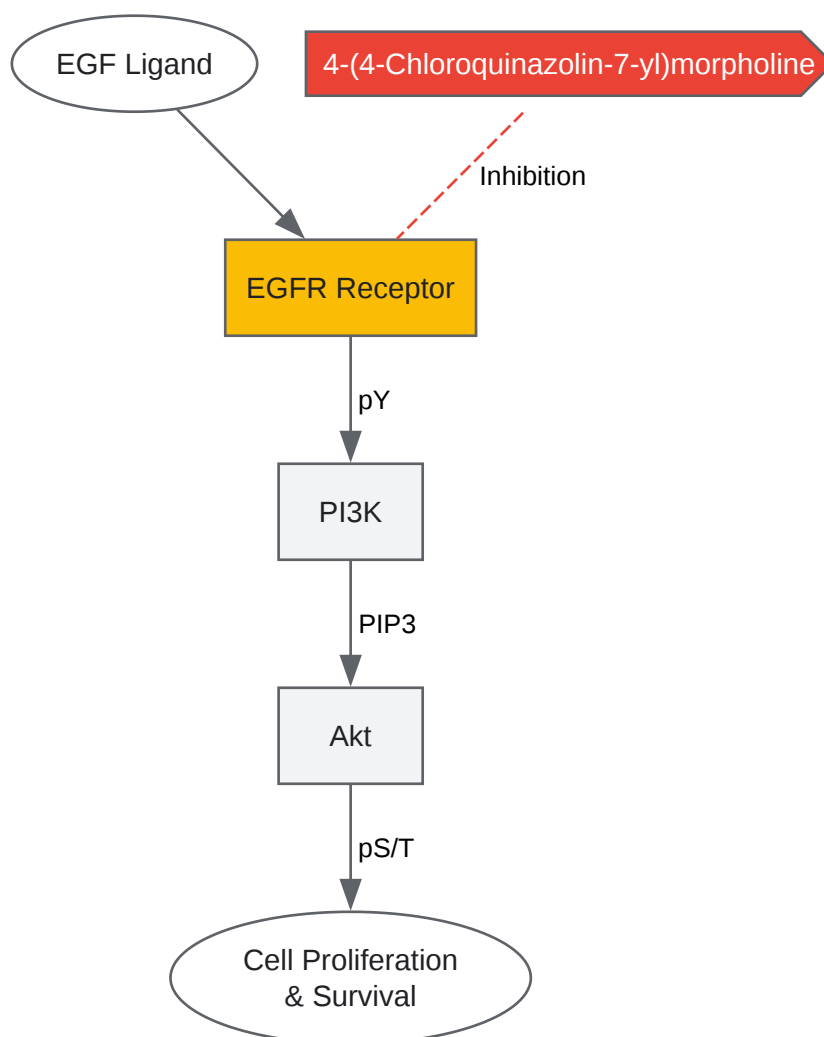 EGF Ligand
4-(4-Chloroquinazolin-7-yl)morpholine
Inhibition
EGFR Receptor
pY
PI3K
PIP3
Akt
pS/T
Cell Proliferation
& Survival